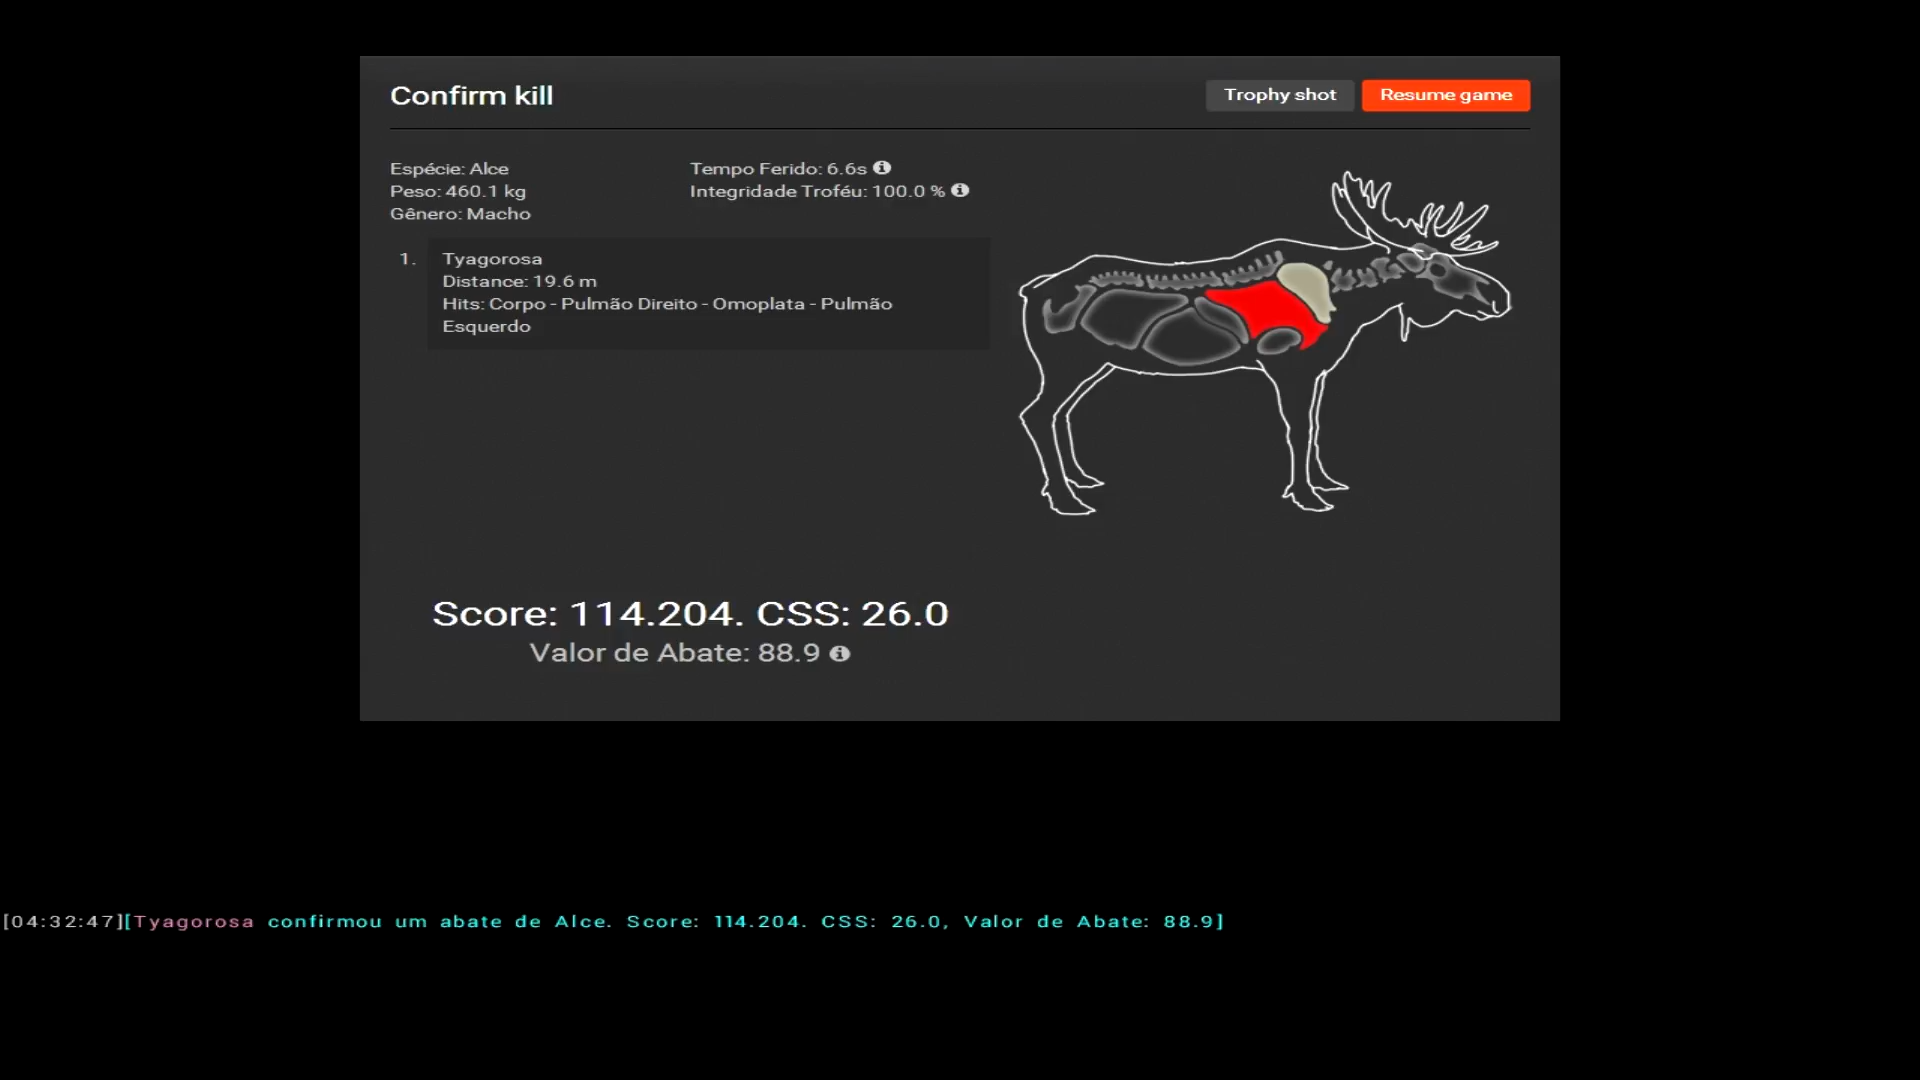 Confirm kill
Trophy shot
Resume game
Espécie: Alce
Peso: 460.1 kg
Gênero: Macho
Tempo Ferido: 6.6s
Integridade Troféu: 100.0 %
1.
Tyagorosa
Distance: 19.6 m
Hits: Corpo - Pulmão Direito - Omoplata - Pulmão
Esquerdo
Score: 114.204. CSS: 26.0
Valor de Abate: 88.9
[04:32:47][Tyagorosa confirmou um abate de Alce. Score: 114.204. CSS: 26.0, Valor de Abate: 88.9]